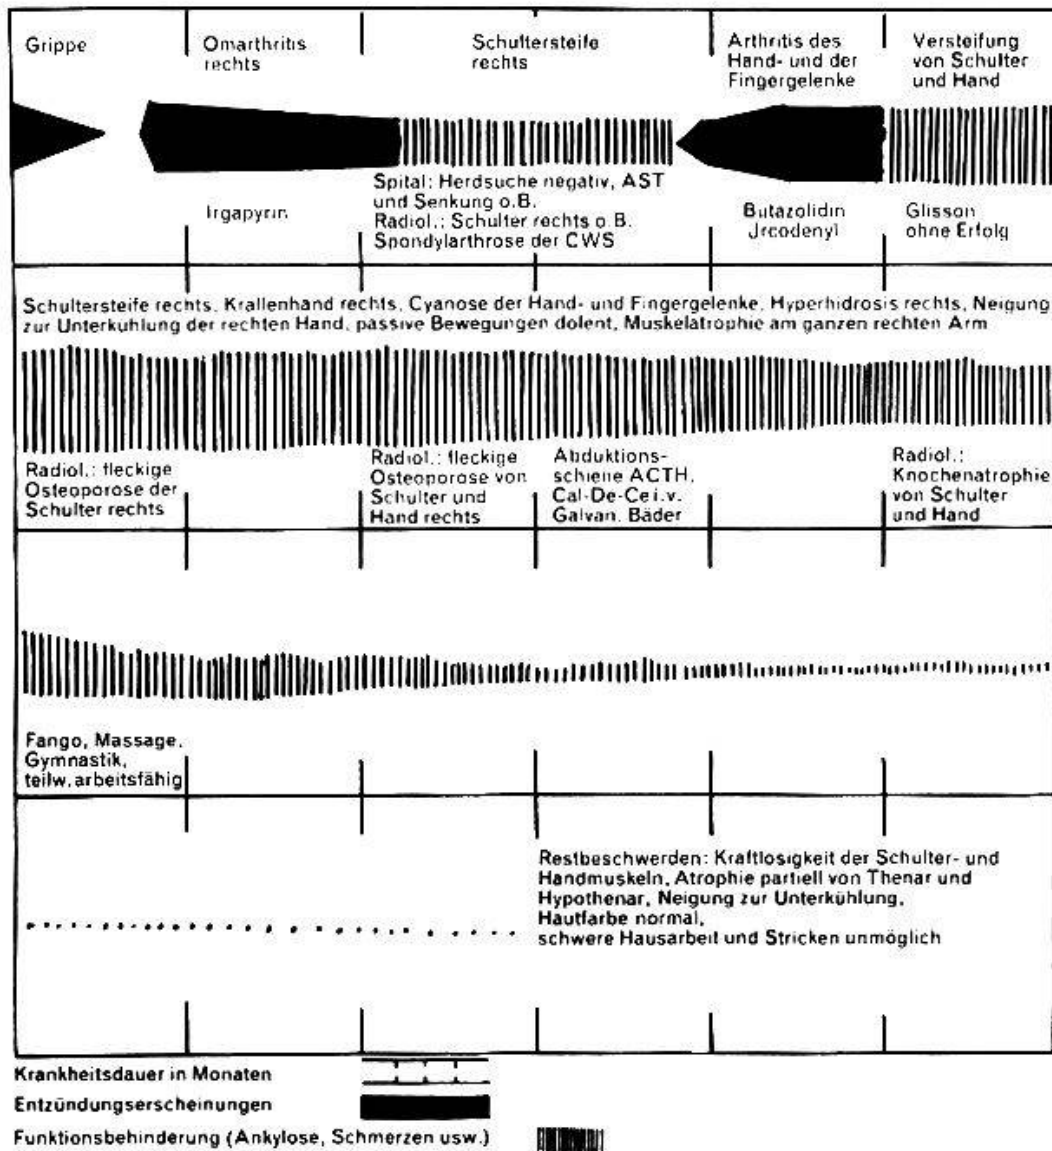 Grippe
Omarthritis
rechts
Schultersteife
rechts
Arthritis des
Hand- und der
Fingergelenke
Versteifung
von Schulter
und Hand
Spital: Herdsuche negativ, AST
und Senkung o.B.
Radiol.: Schulter rechts o.B.
Spondylarthrose der CWS
Irgapyrin
Butazolidin
Jrcodenyl
Glisson
ohne Erfolg
Schultersteife rechts, Krallenhand rechts, Cyanose der Hand- und Fingergelenke, Hyperhidrosis rechts, Neigung
zur Unterkühlung der rechten Hand, passive Bewegungen dolent, Muskelatrophie am ganzen rechten Arm
Radiol.: fleckige
Osteoporose der
Schulter rechts
Radiol.: fleckige
Osteoporose von
Schulter und
Hand rechts
Abduktions-
schiene ACTH,
Cal-De-Ce i.v.
Galvan. Bäder
Radiol.:
Knochenatrophie
von Schulter
und Hand
Fango, Massage,
Gymnastik,
teilw. arbeitsfähig
Restbeschwerden: Kraftlosigkeit der Schulter- und
Handmuskeln, Atrophie partiell von Thenar und
Hypothenar, Neigung zur Unterkühlung,
Hautfarbe normal,
schwere Hausarbeit und Stricken unmöglich
Krankheitsdauer in Monaten
Entzündungserscheinungen
Funktionsbehinderung (Ankylose, Schmerzen usw.)